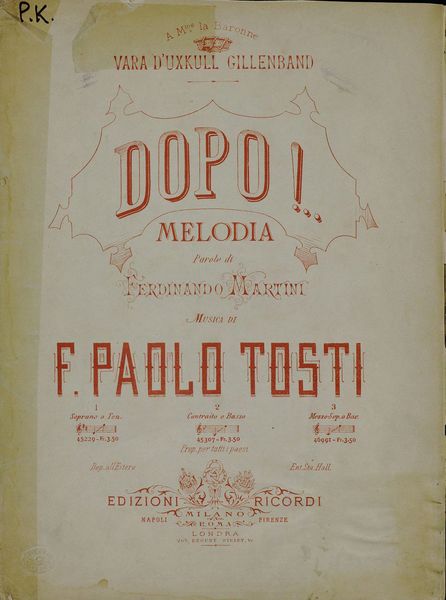 P.K.
A Mme la Baronne
VARA D'UXKULL GILLENBAND
DOPO!..
MELODIA
Parole di
FERDINANDO MARTINI
MUSICA DI
F. PAOLO TOSTI
1 2 3
Soprano o Ten. Contralto o Basso Mezzo-Sop. o Bar.
45229 - Fr. 3.50 45307 - Fr. 3.50 46991 - Fr. 3.50
Prop. per tutti i paesi
Dep. all'Estero Ent. Sta. Hall.
EDIZIONI RICORDI
MILANO
NAPOLI ROMA FIRENZE
LONDRA
265, REGENT STREET, W.